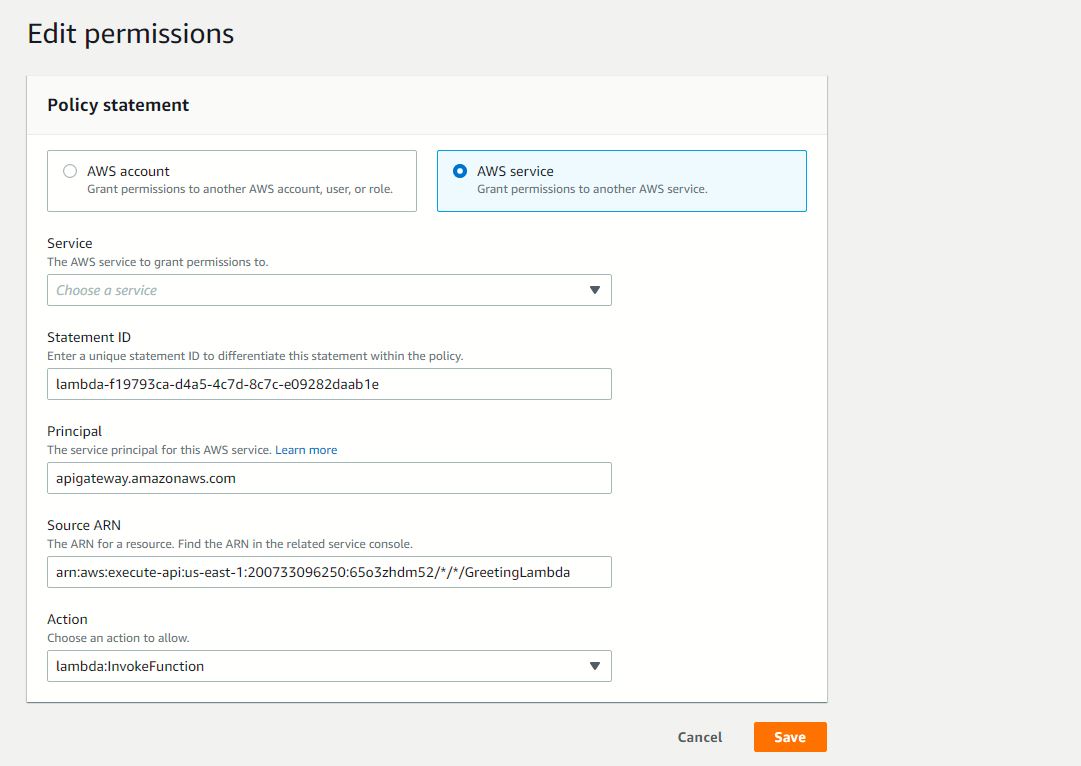 Edit permissions
Policy statement
AWS account
Grant permissions to another AWS account, user, or role.
AWS service
Grant permissions to another AWS service.
Service
The AWS service to grant permissions to.
Choose a service
Statement ID
Enter a unique statement ID to differentiate this statement within the policy.
lambda-f19793ca-d4a5-4c7d-8c7c-e09282daab1e
Principal
The service principal for this AWS service. Learn more
apigateway.amazonaws.com
Source ARN
The ARN for a resource. Find the ARN in the related service console.
arn:aws:execute-api:us-east-1:200733096250:65o3zhdm52/*/*/GreetingLambda
Action
Choose an action to allow.
lambda:InvokeFunction
Cancel
Save